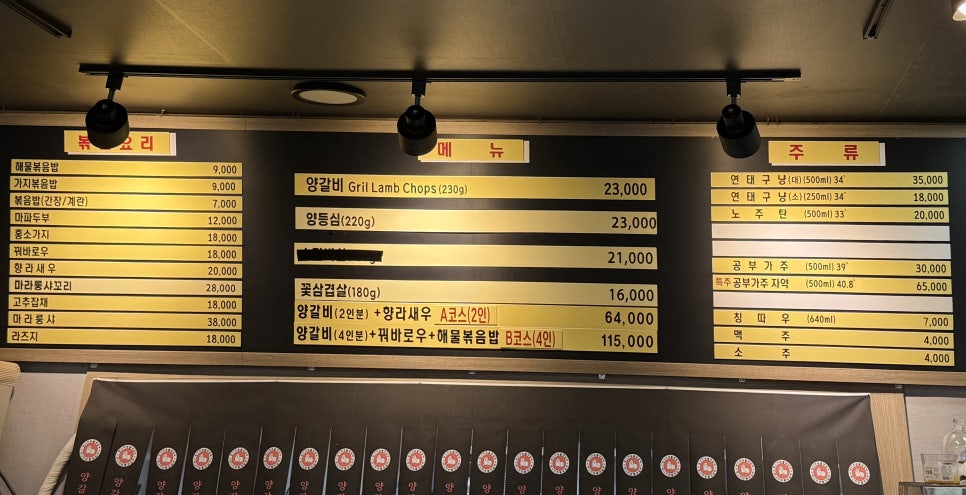 볶 요리
해물볶음밥 9,000
가지볶음밥 9,000
볶음밥(간장/계란) 7,000
마파두부 12,000
홍소가지 18,000
꿔바로우 18,000
향라새우 20,000
마라롱샤꼬리 28,000
고추잡채 18,000
마라롱샤 38,000
라즈지 18,000
메뉴
양갈비 Gril Lamb Chops (230g) 23,000
양등심(220g) 23,000
21,000
꽃삼겹살(180g) 16,000
양갈비(2인분)+향라새우 A코스(2인) 64,000
양갈비(4인분)+꿔바로우+해물볶음밥 B코스(4인) 115,000
주류
연태구냥(대)(500ml) 34˚ 35,000
연태구냥(소)(250ml) 34˚ 18,000
노주탄 (500ml) 33˚ 20,000
공부가주 (500ml) 39˚ 30,000
특주 공부가주 자약 (500ml) 40.8˚ 65,000
칭따우 (640ml) 7,000
맥주 4,000
소주 4,000